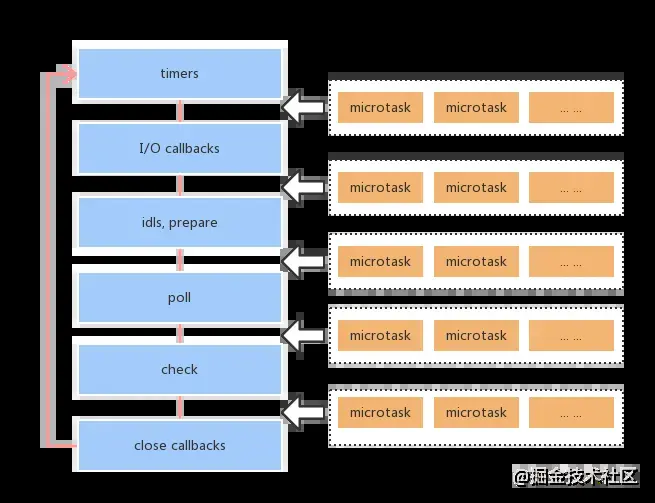 timers
microtask microtask ... ...
I/O callbacks
microtask microtask ... ...
idls, prepare
microtask microtask ... ...
poll
microtask microtask ... ...
check
microtask microtask ... ...
close callbacks
@掘金技术社区